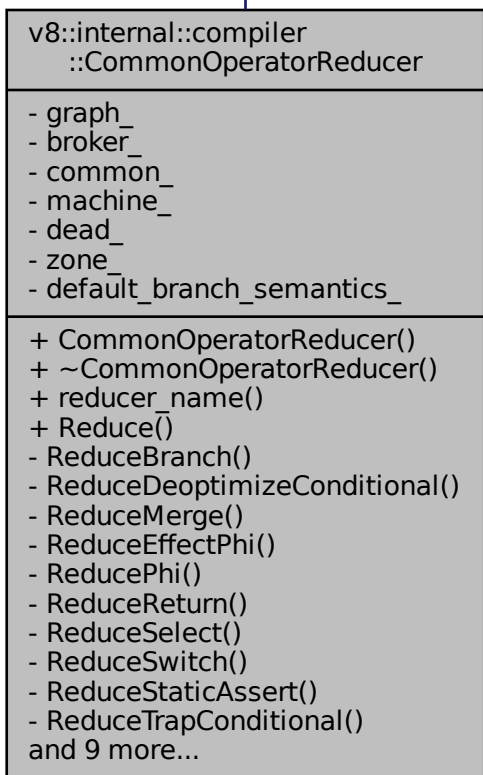 v8::internal::compiler
::CommonOperatorReducer
- graph_
- broker_
- common_
- machine_
- dead_
- zone_
- default_branch_semantics_
+ CommonOperatorReducer()
+ ~CommonOperatorReducer()
+ reducer_name()
+ Reduce()
- ReduceBranch()
- ReduceDeoptimizeConditional()
- ReduceMerge()
- ReduceEffectPhi()
- ReducePhi()
- ReduceReturn()
- ReduceSelect()
- ReduceSwitch()
- ReduceStaticAssert()
- ReduceTrapConditional()
and 9 more...